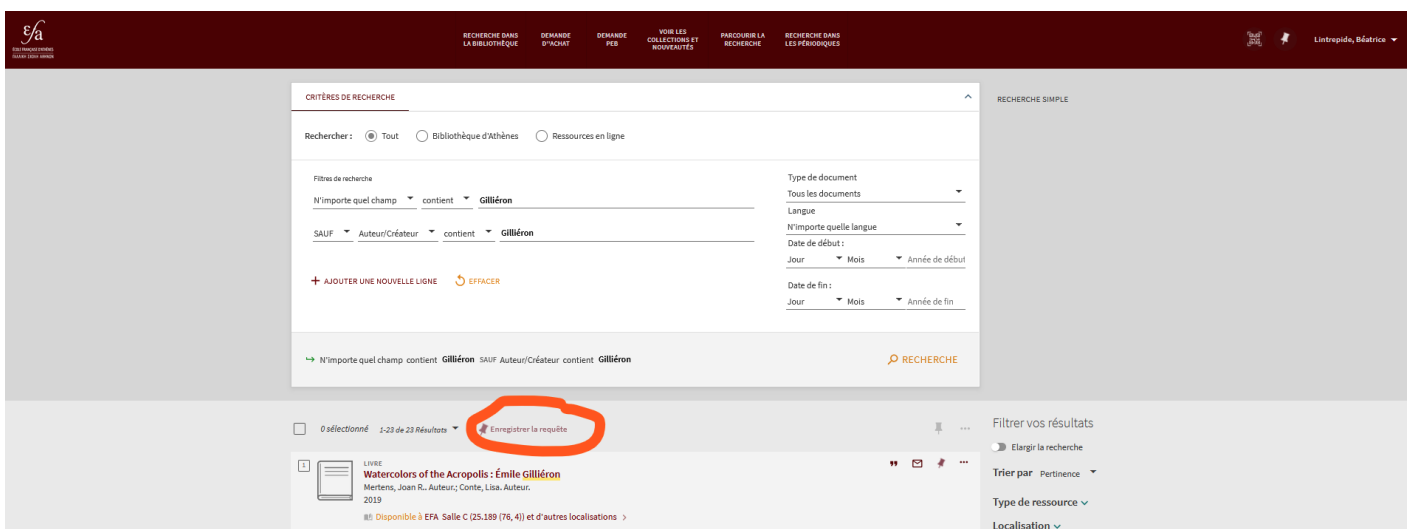 εfa
ÉCOLE FRANÇAISE D'ATHÈNES
RECHERCHE DANS LA BIBLIOTHÈQUE
DEMANDE D''ACHAT
DEMANDE PEB
VOIR LES COLLECTIONS ET NOUVEAUTÉS
PARCOURIR LA RECHERCHE
RECHERCHE DANS LES PÉRIODIQUES
Lintrepide, Béatrice
CRITÈRES DE RECHERCHE
RECHERCHE SIMPLE
Rechercher : Tout Bibliothèque d'Athènes Ressources en ligne
Filtres de recherche
N'importe quel champ contient Gilliéron
SAUF Auteur/Créateur contient Gilliéron
+ AJOUTER UNE NOUVELLE LIGNE EFFACER
Type de document
Tous les documents
Langue
N'importe quelle langue
Date de début :
Jour Mois Année de début
Date de fin :
Jour Mois Année de fin
N'importe quel champ contient Gilliéron SAUF Auteur/Créateur contient Gilliéron
RECHERCHE
0 sélectionné 1-23 de 23 Résultats Enregistrer la requête
1
LIVRE
Watercolors of the Acropolis : Émile Gilliéron
Mertens, Joan R.. Auteur.; Conte, Lisa. Auteur.
2019
Disponible à EFA Salle C (25.189 (76, 4)) et d'autres localisations >
Filtrer vos résultats
Elargir la recherche
Trier par Pertinence
Type de ressource
Localisation